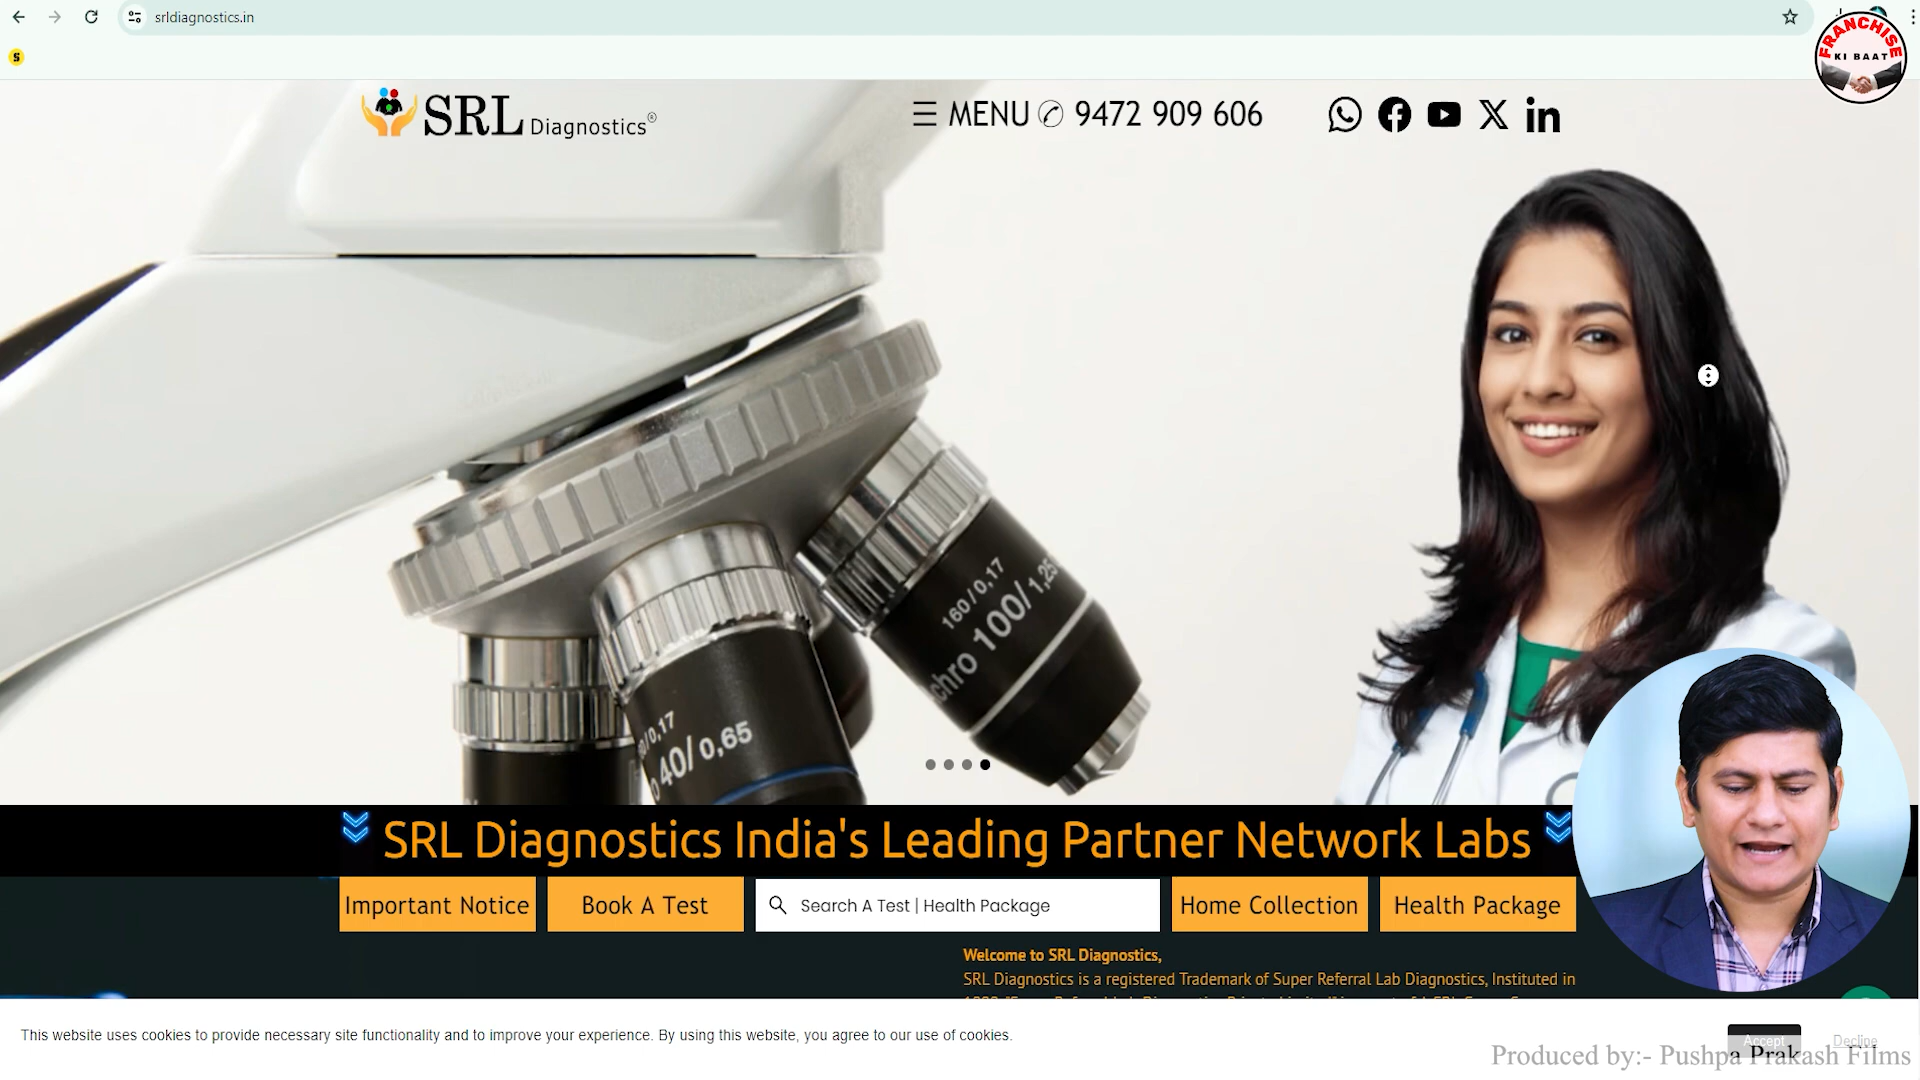 srldiagnostics.in
S
FRANCHISE
KI BAAT
SRL Diagnostics®
MENU 9472 909 606
160/0,17
chro 100/1,25
0/0,17
o 40/0,65
SRL Diagnostics India's Leading Partner Network Labs
Important Notice
Book A Test
Search A Test | Health Package
Home Collection
Health Package
Welcome to SRL Diagnostics,
SRL Diagnostics is a registered Trademark of Super Referral Lab Diagnostics, Instituted in
This website uses cookies to provide necessary site functionality and to improve your experience. By using this website, you agree to our use of cookies.
Accept
Decline
Produced by:- Pushpa Prakash Films